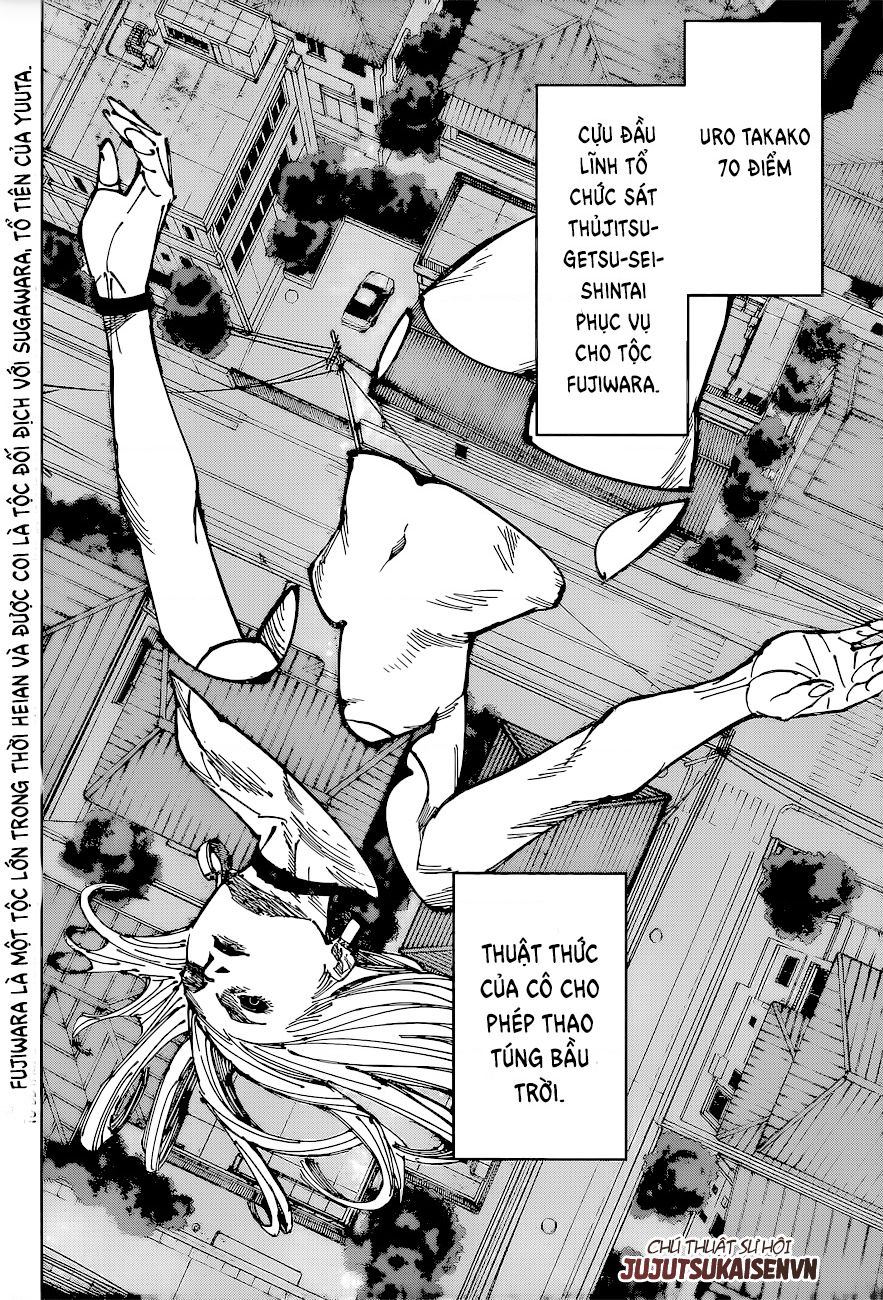 URO TAKAKO
70 ĐIỂM
CỰU ĐẦU
LĨNH TỔ
CHỨC SÁT
THỦJITSU-
GETSU-SEI-
SHINTAI
PHỤC VỤ
CHO TỘC
FUJIWARA.
FUJIWARA LÀ MỘT TỘC LỚN TRONG THỜI HEIAN VÀ ĐƯỢC COI LÀ TỘC ĐỐI ĐỊCH VỚI SUGAWARA, TỔ TIÊN CỦA YUUTA.
THUẬT THỨC
CỦA CÔ CHO
PHÉP THAO
TÚNG BẦU
TRỜI.
CHÚ THUẬT SƯ HỘI
JUJUTSUKAISENVN